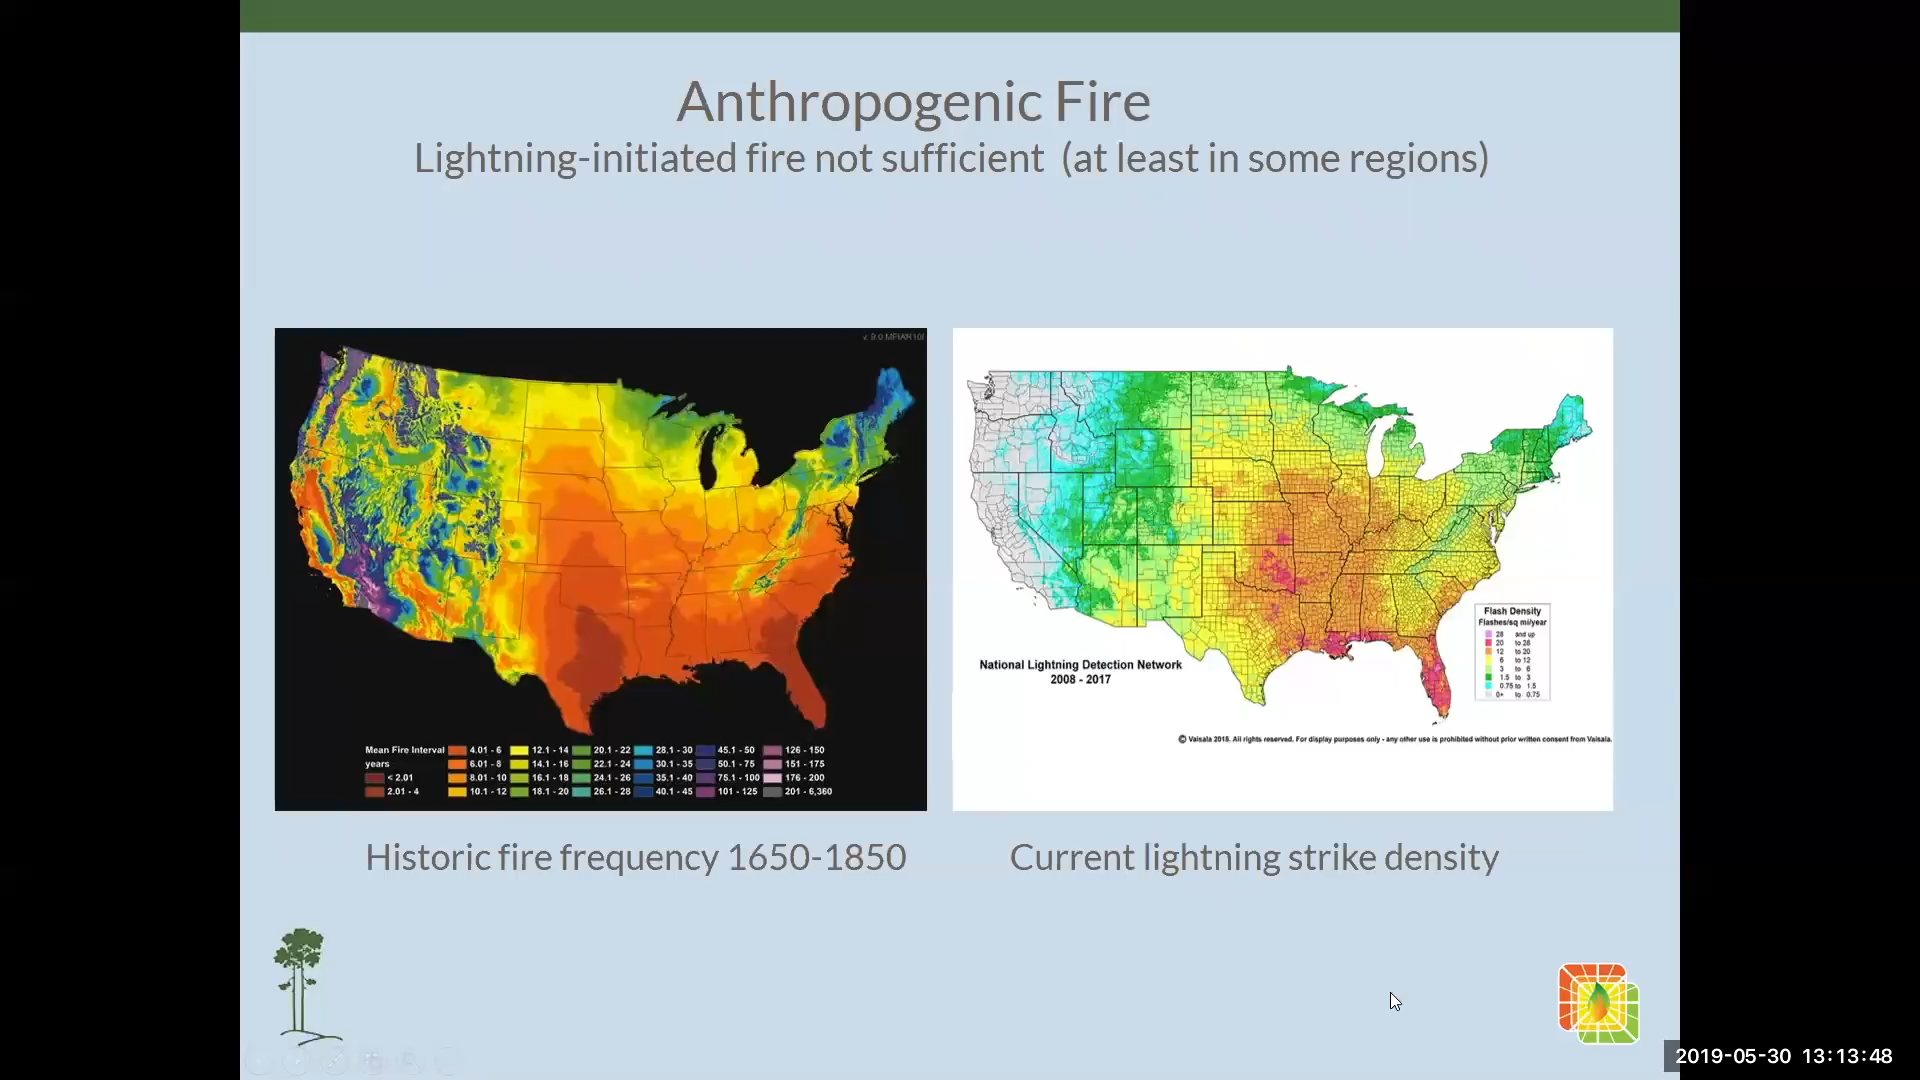 Anthropogenic Fire
Lightning-initiated fire not sufficient (at least in some regions)
Mean Fire Interval
years
< 2.01
2.01 - 4
4.01 - 6
6.01 - 8
8.01 - 10
10.1 - 12
12.1 - 14
14.1 - 16
16.1 - 18
18.1 - 20
20.1 - 22
22.1 - 24
24.1 - 26
26.1 - 28
28.1 - 30
30.1 - 35
35.1 - 40
40.1 - 45
45.1 - 50
50.1 - 75
75.1 - 100
101 - 125
126 - 150
151 - 175
176 - 200
201 - 6,360
National Lightning Detection Network
2008 - 2017
Flash Density
Flashes/sq mi/year
28 and up
20 to 28
12 to 20
6 to 12
3 to 6
1.5 to 3
0.75 to 1.5
0+ to 0.75
© Vaisala 2018. All rights reserved. For display purposes only - any other use is prohibited without prior written consent from Vaisala.
Historic fire frequency 1650-1850
Current lightning strike density
2019-05-30 13:13:48